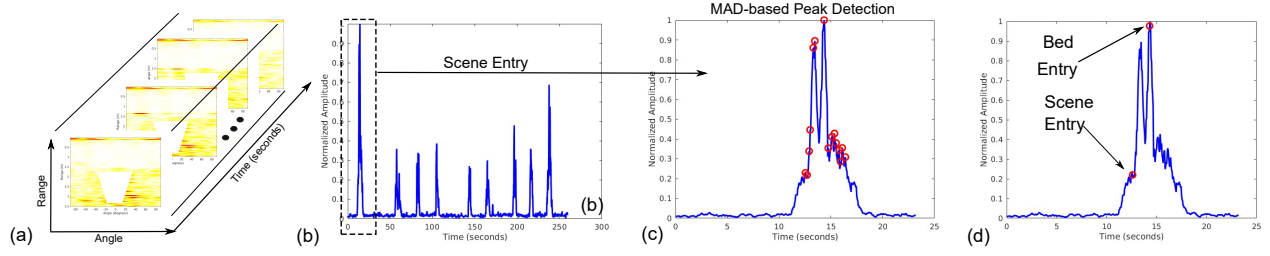 MAD-based Peak Detection
Scene Entry
Bed
Entry
Scene
Entry
Range
Angle
Time (seconds)
(a)
Normalized Amplitude
0 50 100 150 200 250 300
Time (seconds)
(b)
(b)
Normalized Amplitude
1
0.9
0.8
0.7
0.6
0.5
0.4
0.3
0.2
0.1
0
0 5 10 15 20 25
Time (seconds)
(c)
1
0.9
0.8
0.7
0.6
0.5
0.4
0.3
0.2
0.1
0
0 5 10 15 20 25
Time (seconds)
(d)